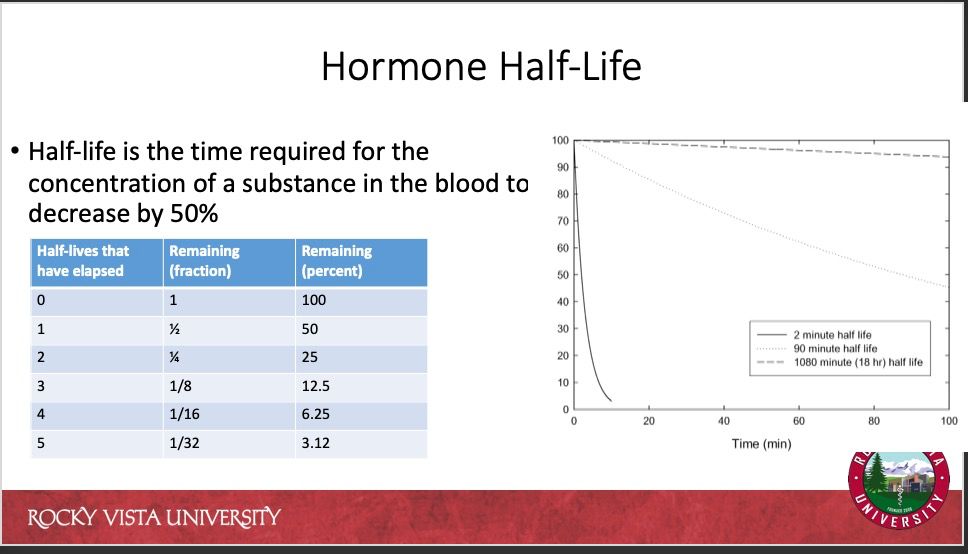 Hormone Half-Life
• Half-life is the time required for the
concentration of a substance in the blood to
decrease by 50%
Half-lives that have elapsed Remaining (fraction) Remaining (percent)
0 1 100
1 ½ 50
2 ¼ 25
3 1/8 12.5
4 1/16 6.25
5 1/32 3.12
100
90
80
70
60
50
40
30
20
10
0
2 minute half life
90 minute half life
1080 minute (18 hr) half life
0 20 40 60 80 100
Time (min)
ROCKY VISTA UNIVERSITY
UNIVERSITY